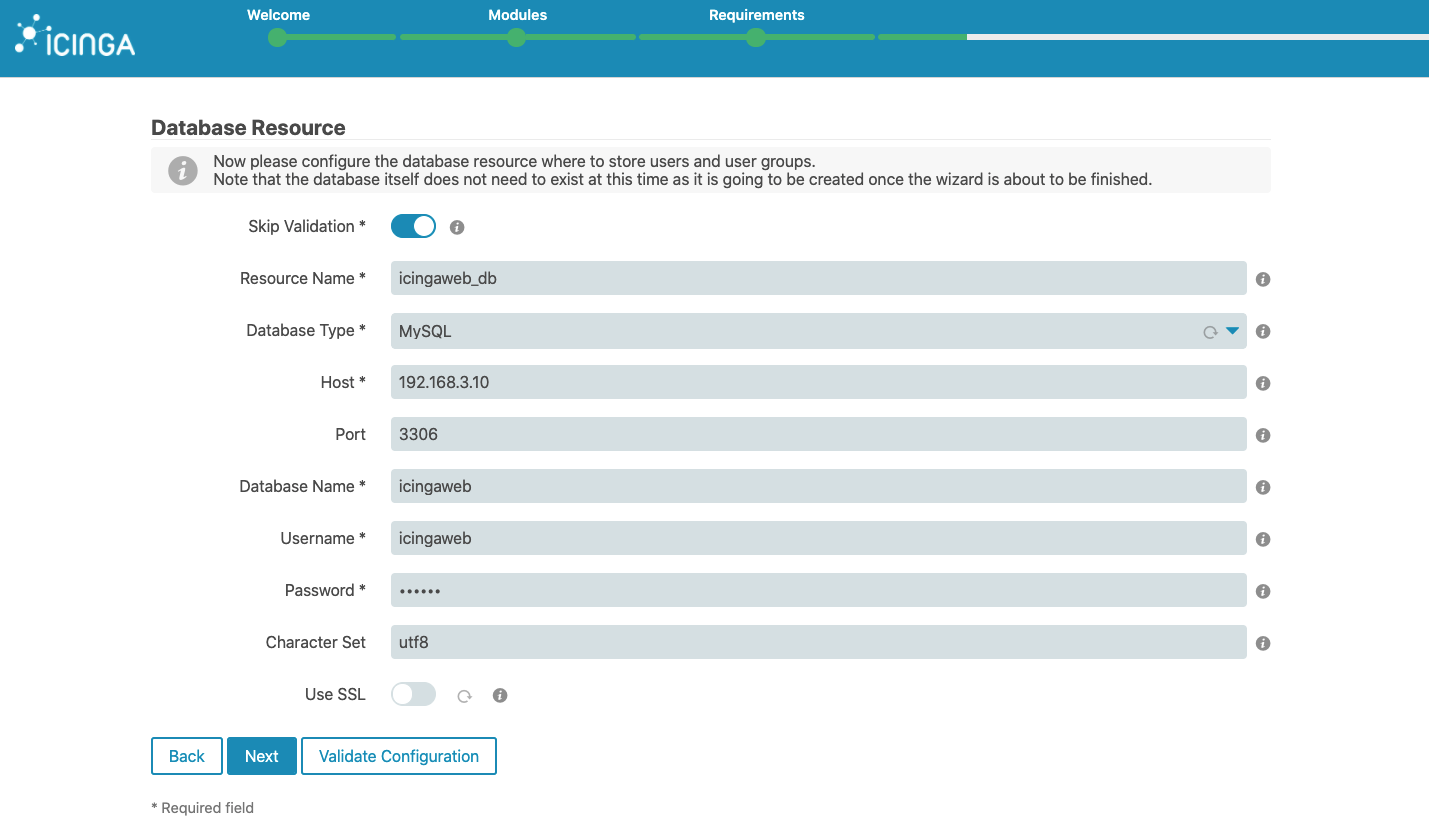 Welcome
Modules
Requirements
ICINGA
Database Resource
Now please configure the database resource where to store users and user groups.
Note that the database itself does not need to exist at this time as it is going to be created once the wizard is about to be finished.
Skip Validation *
Resource Name * icingaweb_db
Database Type * MySQL
Host * 192.168.3.10
Port 3306
Database Name * icingaweb
Username * icingaweb
Password * ••••••
Character Set utf8
Use SSL
Back Next Validate Configuration
* Required field